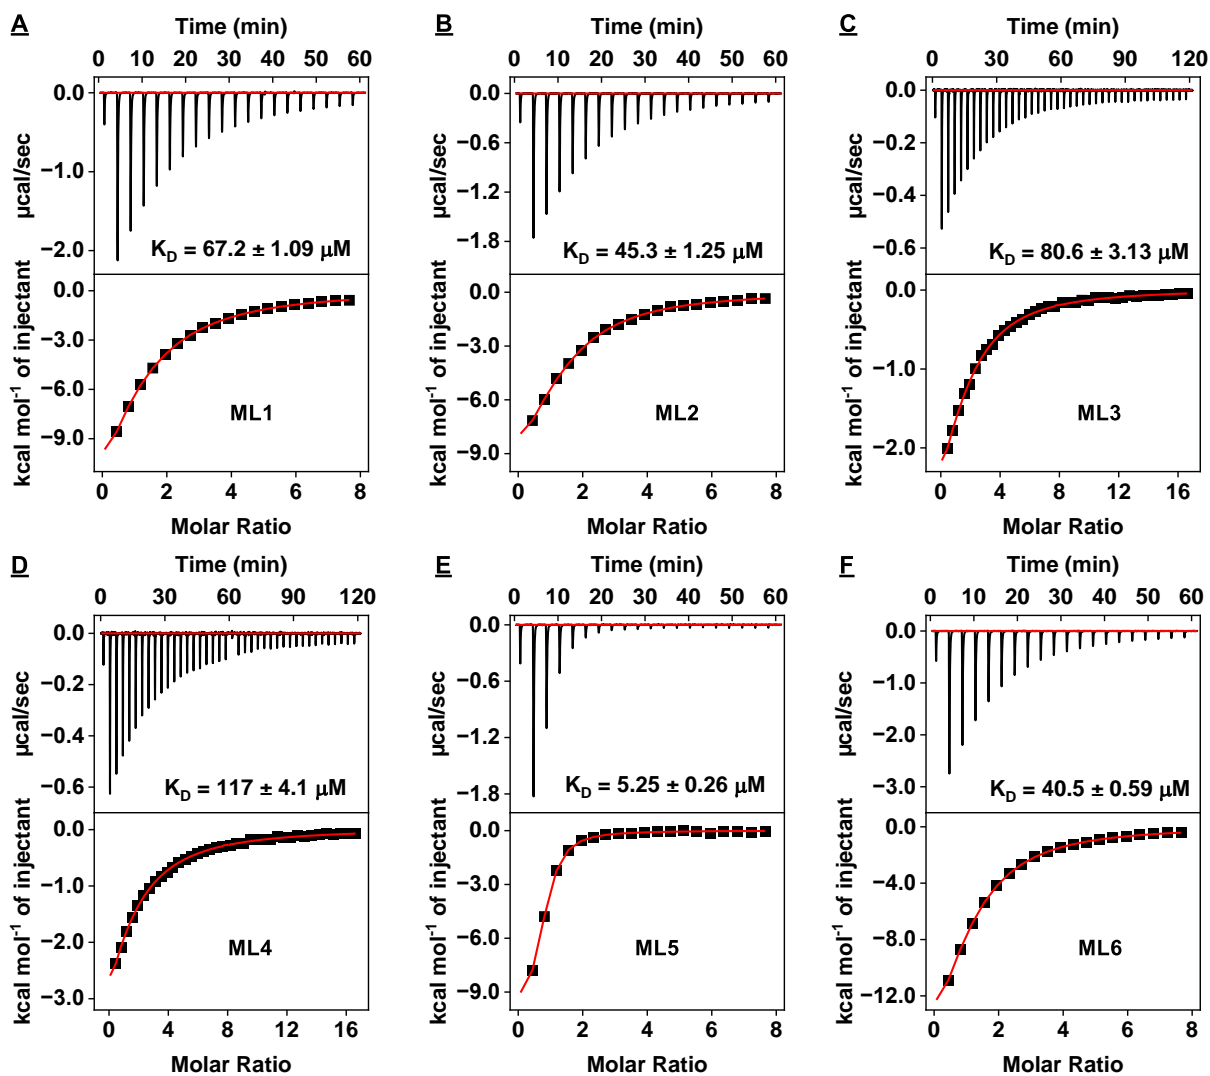 A
Time (min)
0 10 20 30 40 50 60
0.0
−1.0
−2.0
µcal/sec
K_D = 67.2 ± 1.09 µM
0.0
−3.0
−6.0
−9.0
kcal mol⁻¹ of injectant
ML1
0 2 4 6 8
Molar Ratio
B
Time (min)
0 10 20 30 40 50 60
0.0
−0.6
−1.2
−1.8
µcal/sec
K_D = 45.3 ± 1.25 µM
0.0
−3.0
−6.0
−9.0
kcal mol⁻¹ of injectant
ML2
0 2 4 6 8
Molar Ratio
C
Time (min)
0 30 60 90 120
0.0
−0.2
−0.4
−0.6
µcal/sec
K_D = 80.6 ± 3.13 µM
0.0
−1.0
−2.0
kcal mol⁻¹ of injectant
ML3
0 4 8 12 16
Molar Ratio
D
Time (min)
0 30 60 90 120
0.0
−0.2
−0.4
−0.6
µcal/sec
K_D = 117 ± 4.1 µM
0.0
−1.0
−2.0
−3.0
kcal mol⁻¹ of injectant
ML4
0 4 8 12 16
Molar Ratio
E
Time (min)
0 10 20 30 40 50 60
0.0
−0.6
−1.2
−1.8
µcal/sec
K_D = 5.25 ± 0.26 µM
0.0
−3.0
−6.0
−9.0
kcal mol⁻¹ of injectant
ML5
0 2 4 6 8
Molar Ratio
F
Time (min)
0 10 20 30 40 50 60
0.0
−1.0
−2.0
−3.0
µcal/sec
K_D = 40.5 ± 0.59 µM
0.0
−4.0
−8.0
−12.0
kcal mol⁻¹ of injectant
ML6
0 2 4 6 8
Molar Ratio